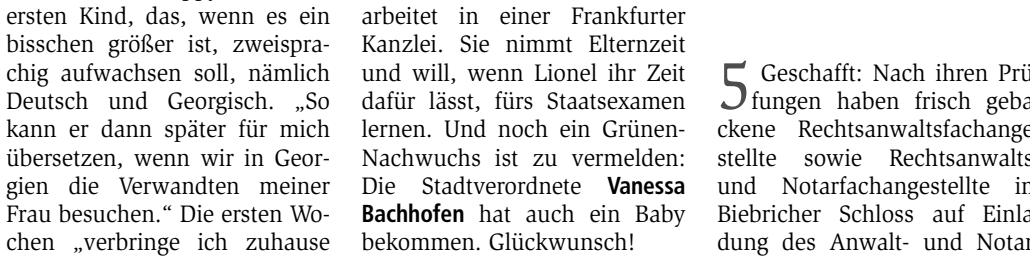 ersten Kind, das, wenn es ein
bisschen größer ist, zweispra-
chig aufwachsen soll, nämlich
Deutsch und Georgisch. „So
kann er dann später für mich
übersetzen, wenn wir in Geor-
gien die Verwandten meiner
Frau besuchen.“ Die ersten Wo-
chen „verbringe ich zuhause
arbeitet in einer Frankfurter
Kanzlei. Sie nimmt Elternzeit
und will, wenn Lionel ihr Zeit
dafür lässt, fürs Staatsexamen
lernen. Und noch ein Grünen-
Nachwuchs ist zu vermelden:
Die Stadtverordnete Vanessa
Bachhofen hat auch ein Baby
bekommen. Glückwunsch!
5 Geschafft: Nach ihren Prü
fungen haben frisch geba
ckene Rechtsanwaltsfachange
stellte sowie Rechtsanwalts
und Notarfachangestellte in
Biebricher Schloss auf Einla
dung des Anwalt- und Notar